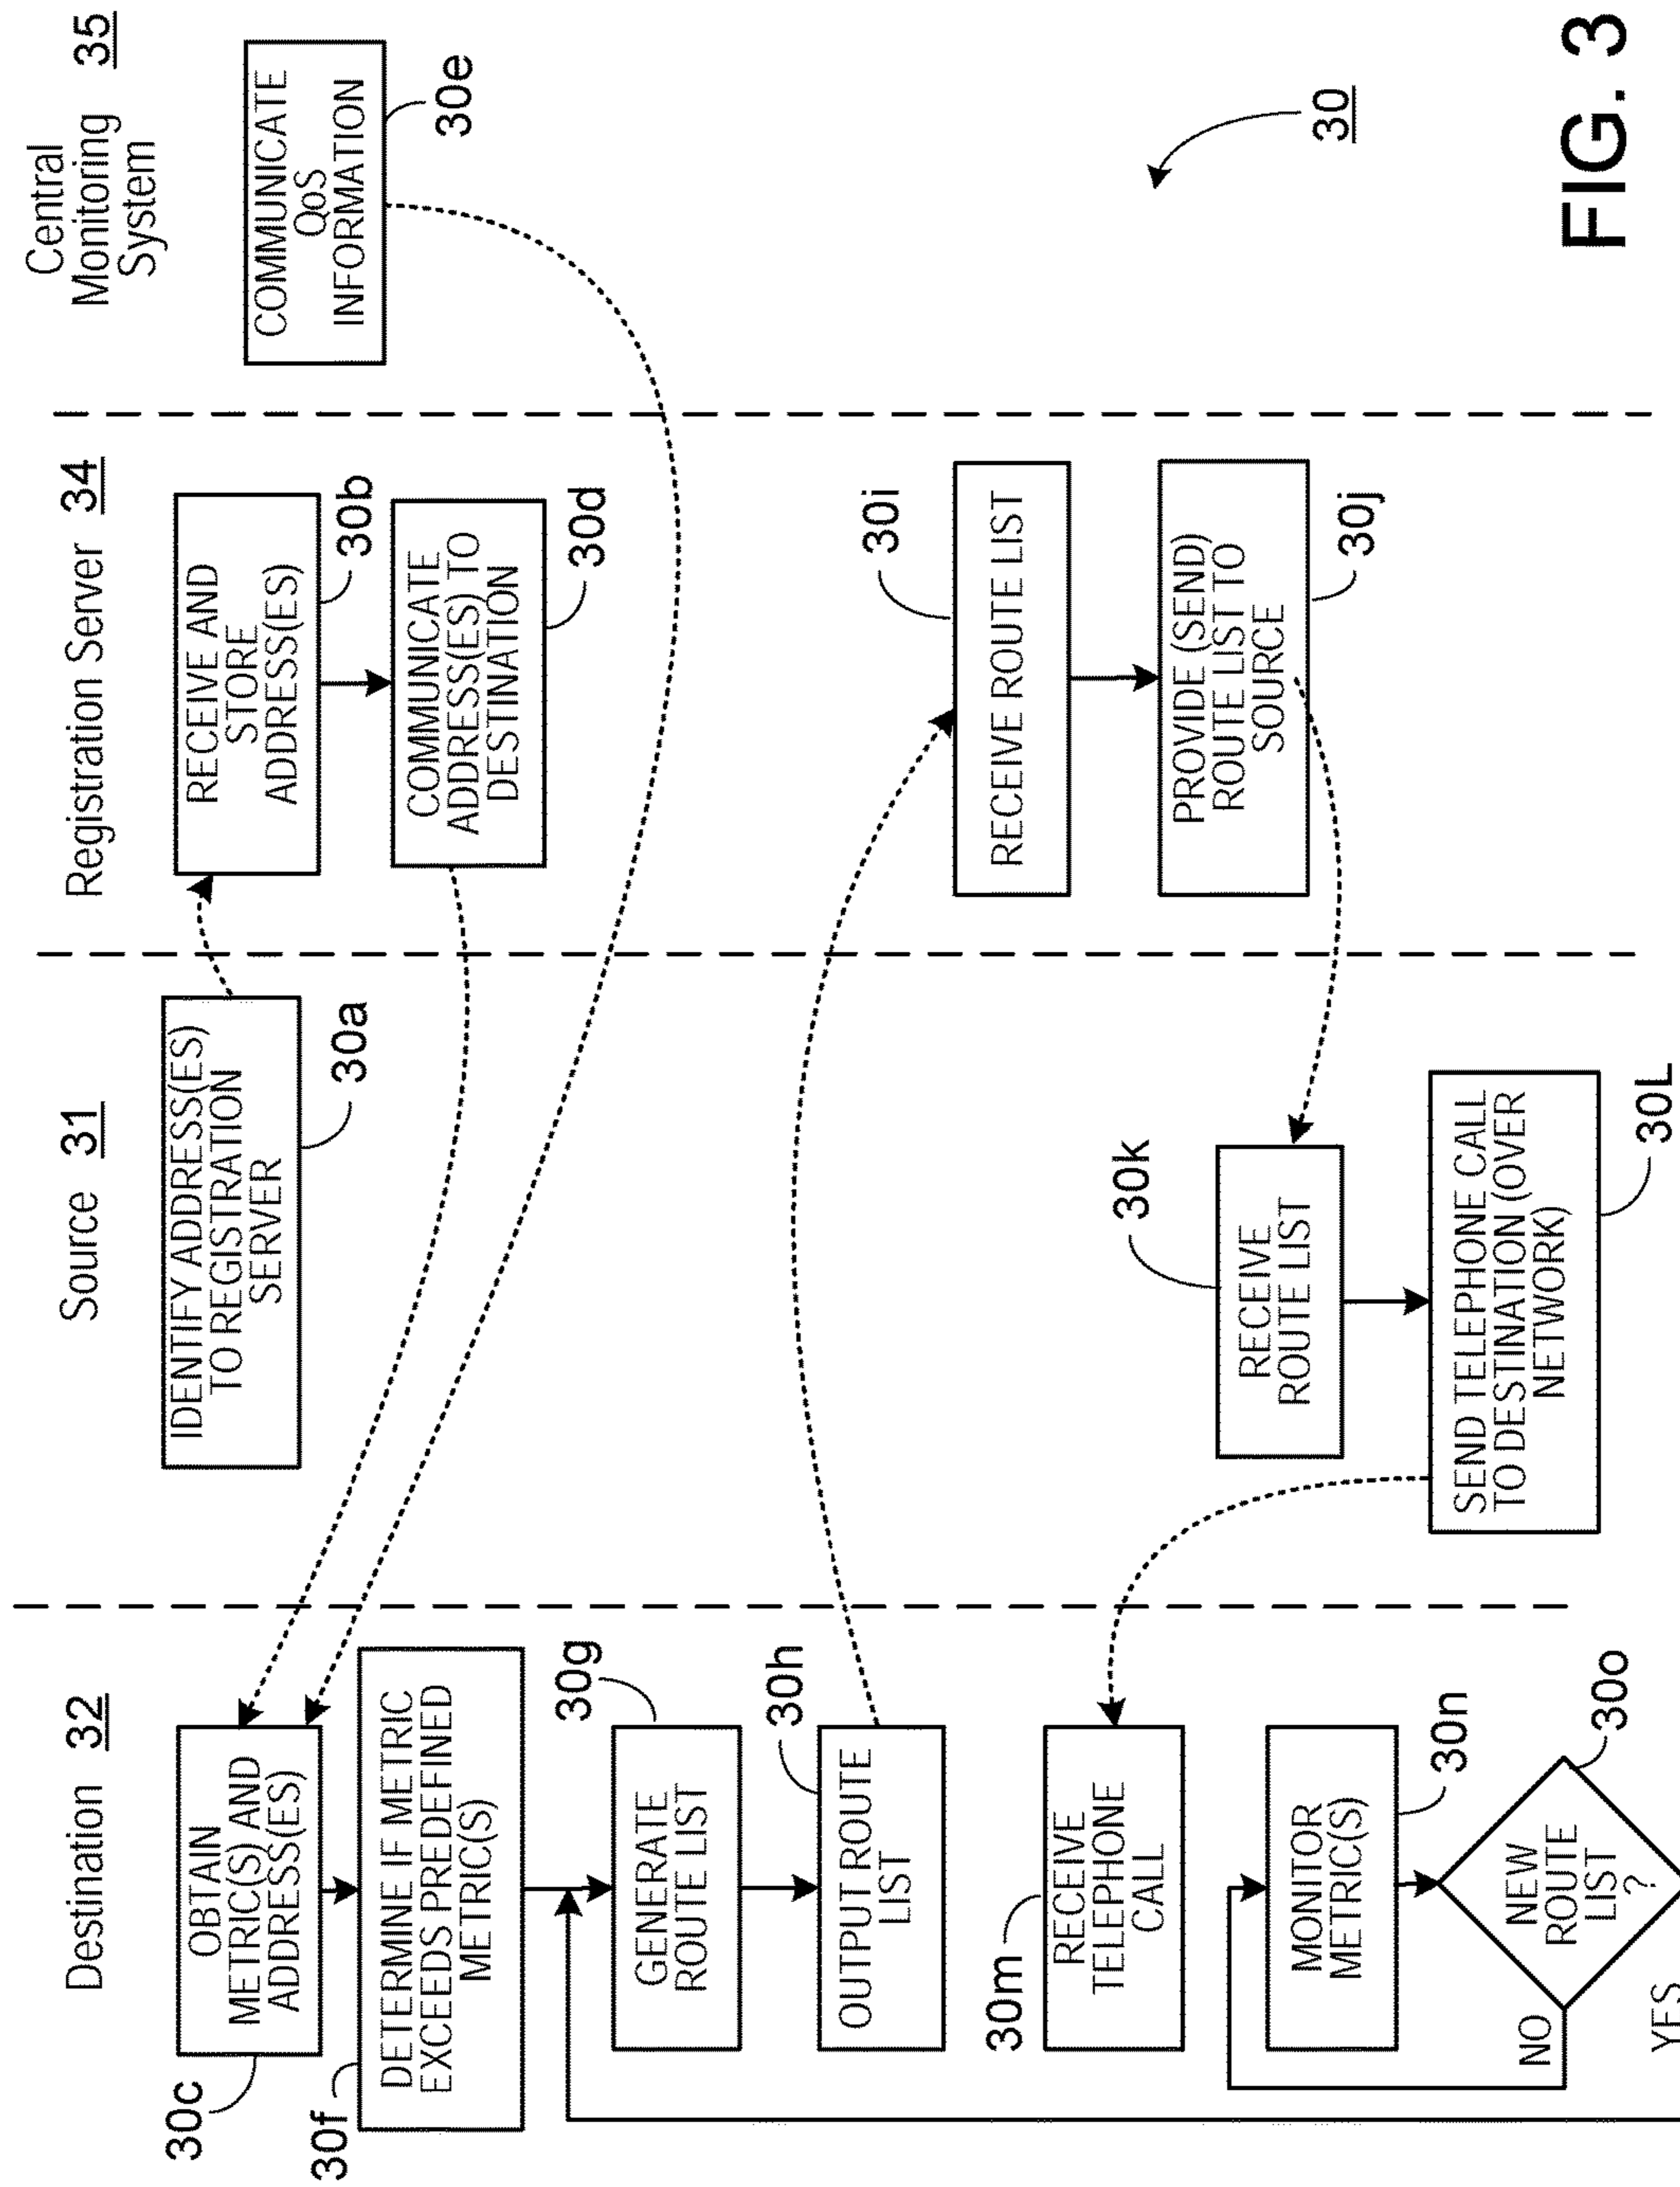 Destination 32
Source 31
Registration Server 34
Central
Monitoring 35
System
OBTAIN
METRIC(S) AND
ADDRESS(ES)
30c
DETERMINE IF METRIC
EXCEEDS PREDEFINED
METRIC(S)
30f
GENERATE
ROUTE LIST
30g
OUTPUT ROUTE
LIST
30h
RECEIVE
TELEPHONE
CALL
30m
MONITOR
METRIC(S)
30n
NEW
ROUTE
LIST
?
30o
NO
YES
IDENTIFY ADDRESS(ES)
TO REGISTRATION
SERVER
30a
RECEIVE
ROUTE LIST
30k
SEND TELEPHONE CALL
TO DESTINATION (OVER
NETWORK)
30L
RECEIVE AND
STORE
ADDRESS(ES)
30b
COMMUNICATE
ADDRESS(ES) TO
DESTINATION
30d
RECEIVE ROUTE LIST
30i
PROVIDE (SEND)
ROUTE LIST TO
SOURCE
30j
COMMUNICATE
QoS
INFORMATION
30e
30
FIG. 3